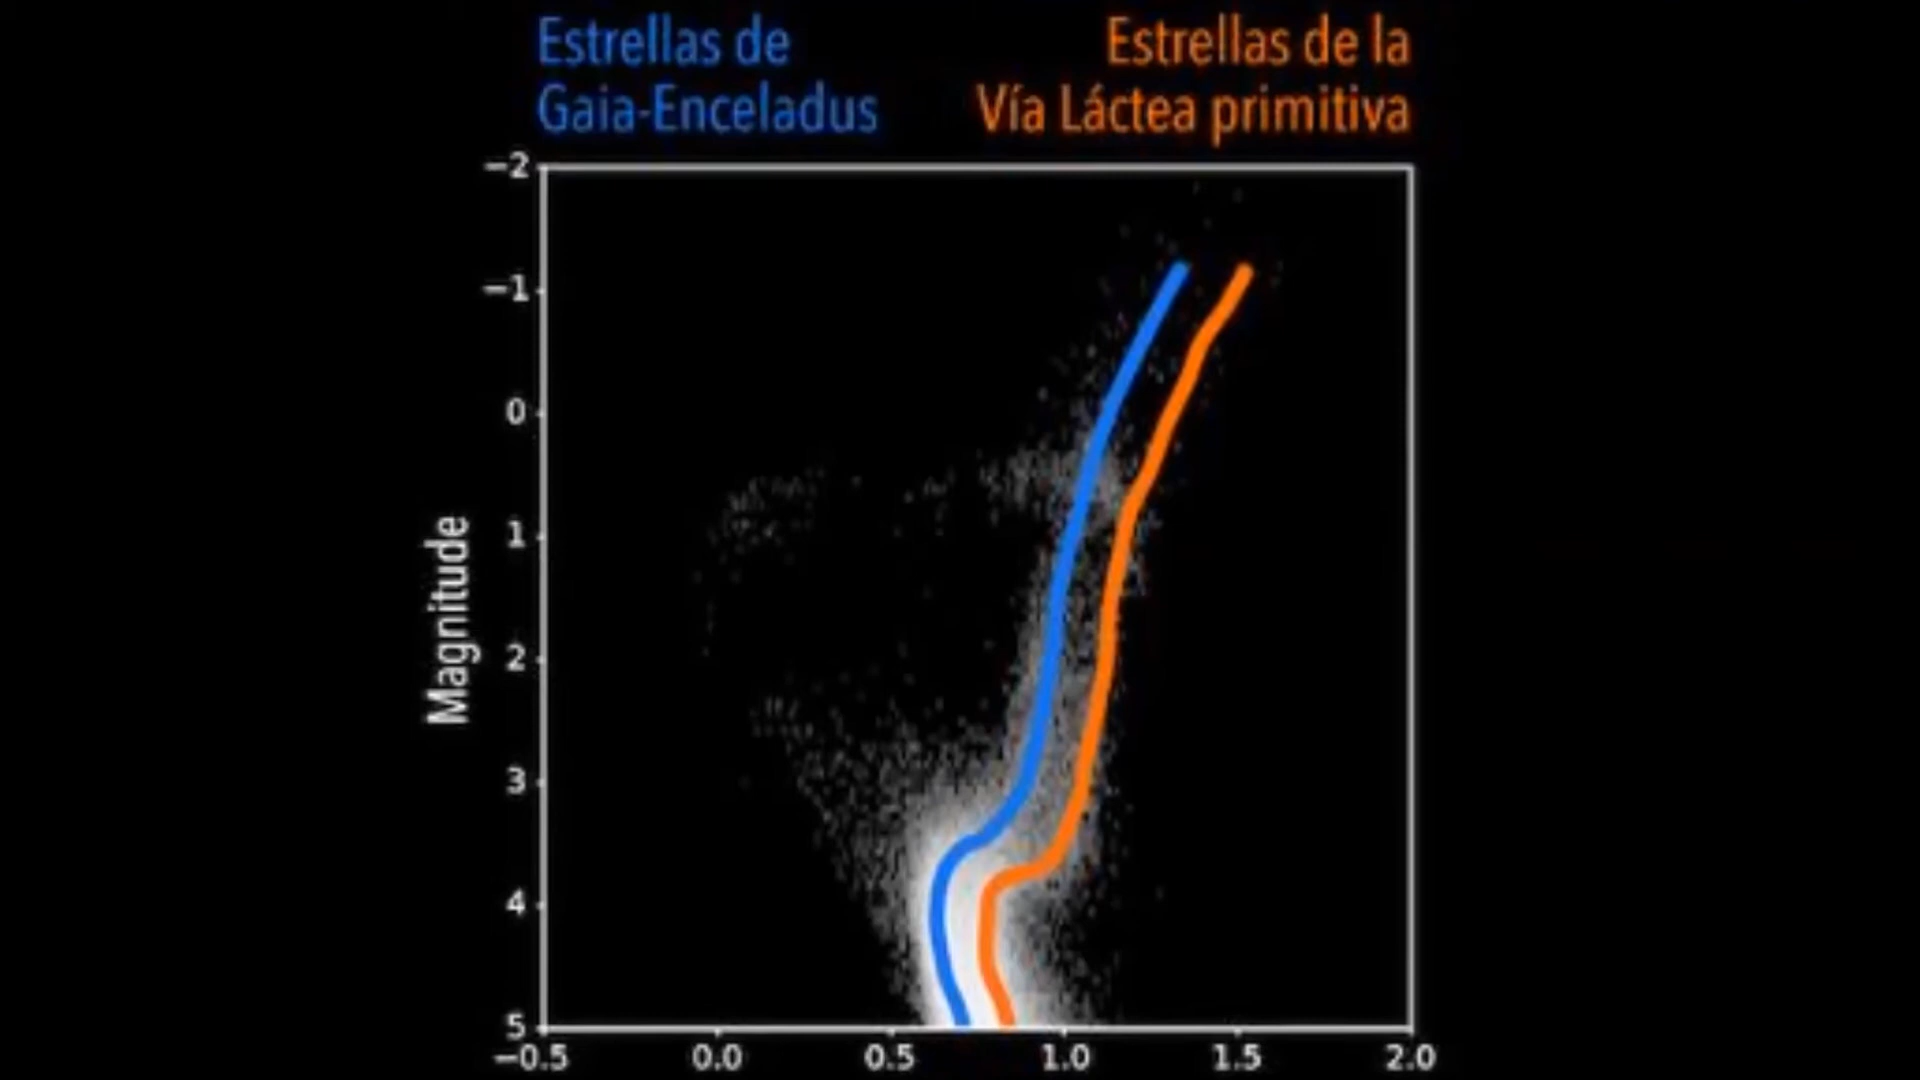 Estrellas de
Gaia-Enceladus
Estrellas de la
Vía Láctea primitiva
−2
−1
0
1
2
3
4
5
Magnitude
−0.5
0.0
0.5
1.0
1.5
2.0